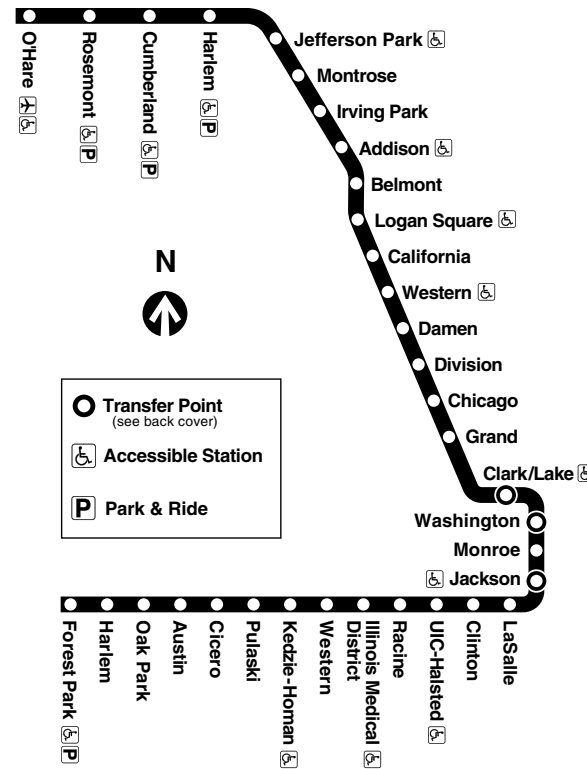 O'Hare
Rosemont
P
Cumberland
P
Harlem
P
Jefferson Park
Montrose
Irving Park
Addison
Belmont
Logan Square
California
Western
Damen
Division
Chicago
Grand
Clark/Lake
Washington
Monroe
Jackson
N
Transfer Point
(see back cover)
Accessible Station
P Park & Ride
Forest Park
P
Harlem
Oak Park
Austin
Cicero
Pulaski
Kedzie-Homan
Western
Illinois Medical
District
Racine
UIC-Halsted
Clinton
LaSalle